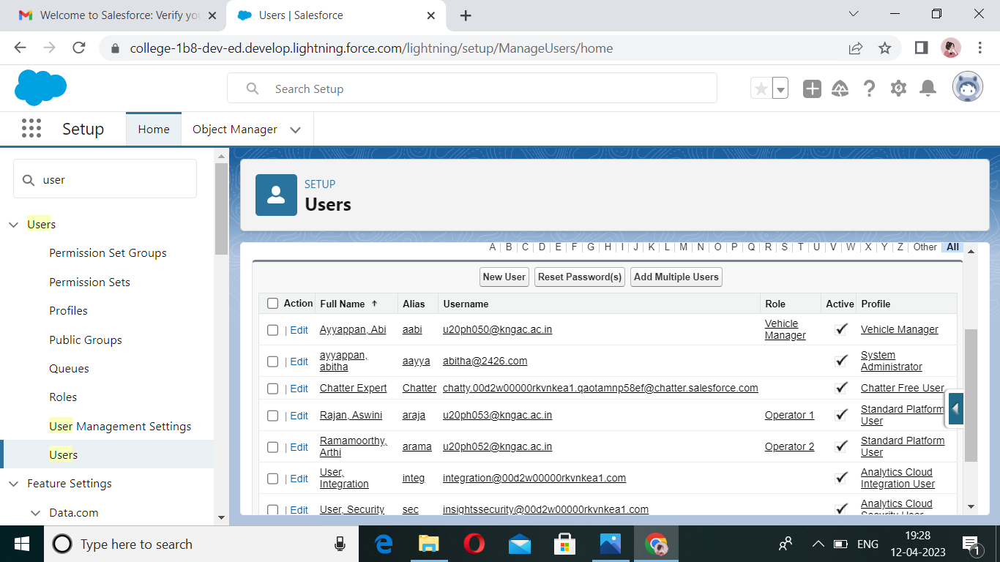 Welcome to Salesforce: Verify you
Users | Salesforce
college-1b8-dev-ed.develop.lightning.force.com/lightning/setup/ManageUsers/home
Search Setup
Setup
Home
Object Manager
user
Users
Permission Set Groups
Permission Sets
Profiles
Public Groups
Queues
Roles
User Management Settings
Users
Feature Settings
Data.com
SETUP
Users
A | B | C | D | E | F | G | H | I | J | K | L | M | N | O | P | Q | R | S | T | U | V | W | X | Y | Z | Other | All
New User Reset Password(s) Add Multiple Users
Action Full Name ↑ Alias Username Role Active Profile
| Edit Ayyappan, Abi aabi u20ph050@kngac.ac.in Vehicle Manager Vehicle Manager
| Edit ayyappan, abitha aayya abitha@2426.com System Administrator
| Edit Chatter Expert Chatter chatty.00d2w00000rkvnkea1.qaotamnp58ef@chatter.salesforce.com Chatter Free User
| Edit Rajan, Aswini araja u20ph053@kngac.ac.in Operator 1 Standard Platform User
| Edit Ramamoorthy, Arthi arama u20ph052@kngac.ac.in Operator 2 Standard Platform User
| Edit User, Integration integ integration@00d2w00000rkvnkea1.com Analytics Cloud Integration User
| Edit User, Security sec insightssecurity@00d2w00000rkvnkea1.com Analytics Cloud Security User
Type here to search
ENG
19:28
12-04-2023
1